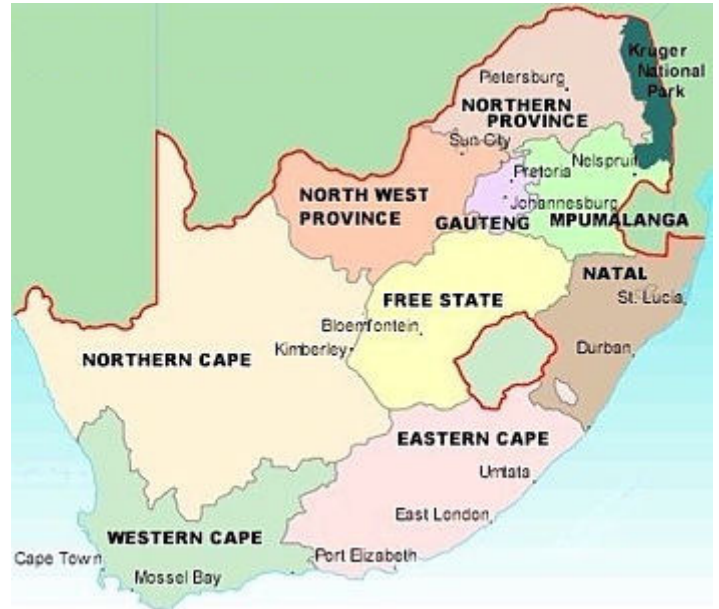 Kruger
National
Park
Pietersburg
NORTHERN
PROVINCE
Sun City
Nelspruit
Pretoria
NORTH WEST
PROVINCE
Johannesburg
GAUTENG
MPUMALANGA
NATAL
FREE STATE
St. Lucia
Bloemfontein
Kimberley
Durban
NORTHERN CAPE
EASTERN CAPE
Umtata
East London
WESTERN CAPE
Cape Town
Port Elizabeth
Mossel Bay